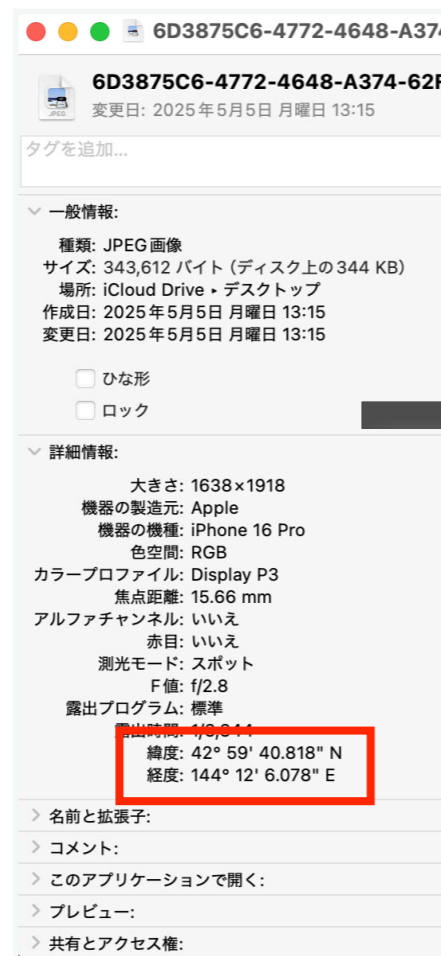 6D3875C6-4772-4648-A374
6D3875C6-4772-4648-A374-62F
JPEG
変更日: 2025年5月5日 月曜日 13:15
タグを追加...
一般情報:
種類: JPEG画像
サイズ: 343,612 バイト（ディスク上の344 KB）
場所: iCloud Drive ▸ デスクトップ
作成日: 2025年5月5日 月曜日 13:15
変更日: 2025年5月5日 月曜日 13:15
ひな形
ロック
詳細情報:
大きさ: 1638×1918
機器の製造元: Apple
機器の機種: iPhone 16 Pro
色空間: RGB
カラープロファイル: Display P3
焦点距離: 15.66 mm
アルファチャンネル: いいえ
赤目: いいえ
測光モード: スポット
F値: f/2.8
露出プログラム: 標準
露出時間:
緯度: 42° 59' 40.818" N
経度: 144° 12' 6.078" E
名前と拡張子:
コメント:
このアプリケーションで開く:
プレビュー:
共有とアクセス権: